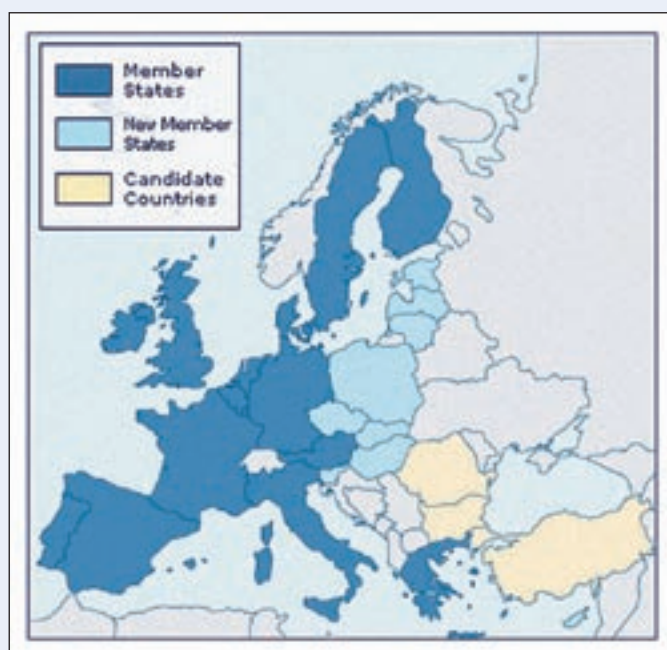 Member
States
New Member
States
Candidate
Countries